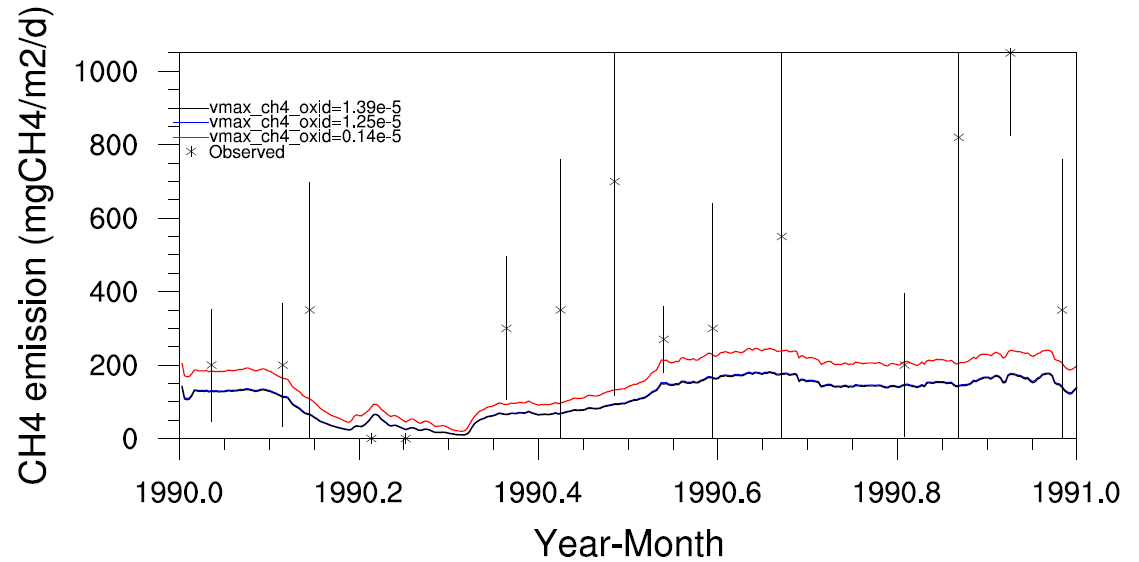 CH4 emission (mgCH4/m2/d)
1000
800
600
400
200
0
vmax_ch4_oxid=1.39e-5
vmax_ch4_oxid=1.25e-5
vmax_ch4_oxid=0.14e-5
Observed
1990.0 1990.2 1990.4 1990.6 1990.8 1991.0
Year-Month